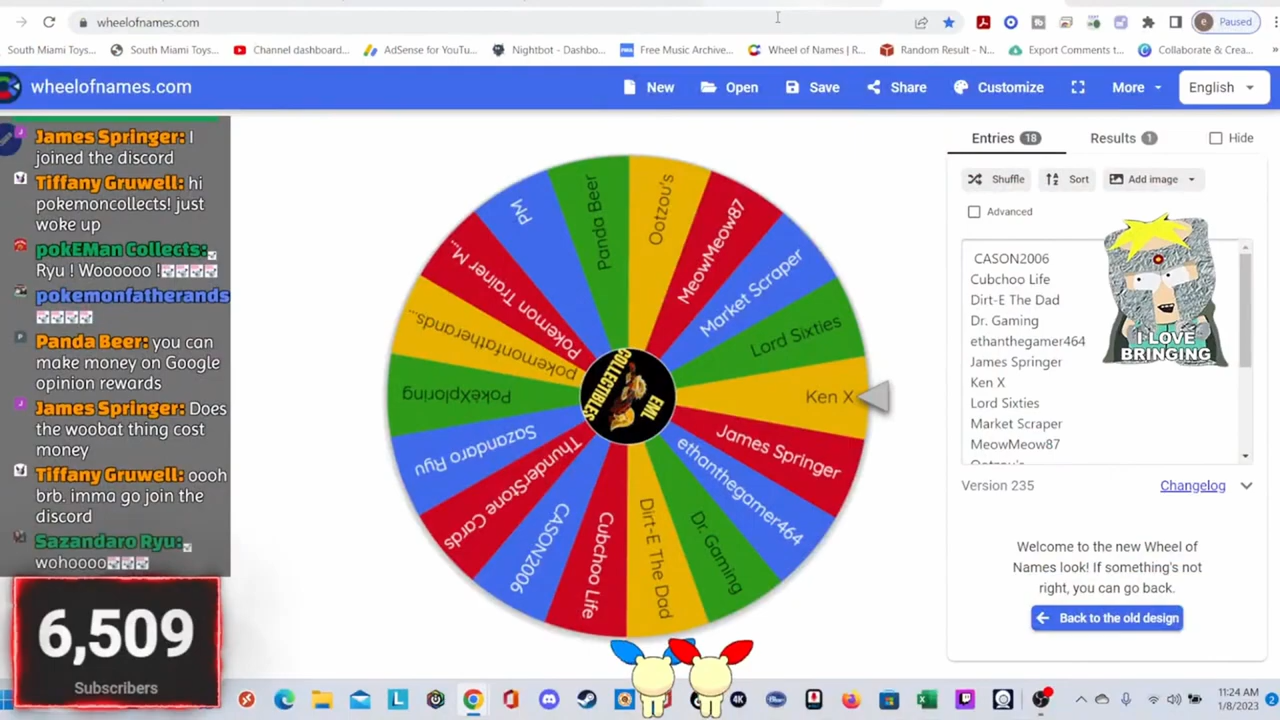 wheelofnames.com
South Miami Toys...
South Miami Toys...
Channel dashboard...
AdSense for YouTu...
Nightbot - Dashbo...
Free Music Archive...
Wheel of Names | R...
Random Result - N...
Export Comments t...
Collaborate & Crea...
e Paused
wheelofnames.com
New
Open
Save
Share
Customize
More
English
James Springer: I
joined the discord
Tiffany Gruwell: hi
pokemoncollects! just
woke up
pokEMan Collects:
Ryu ! Woooooo !
pokemonfatherands
Panda Beer: you can
make money on Google
opinion rewards
James Springer: Does
the woobat thing cost
money
Tiffany Gruwell: oooh
brb. imma go join the
discord
Sazandaro Ryu:
wohoooo
6,509
Subscribers
PM
Panda Beer
Ootzou's
MeowMeow87
Market Scraper
Lord Sixties
Ken X
James Springer
ethanthegamer464
Dr. Gaming
Dirt-E The Dad
Cubchoo Life
CASON2006
ThunderStone Cards
Sazandaro Ryu
PokéXploring
pokemonfatherands...
Pokémon Trainer M...
EML
COLLECTIBLES
Entries 18
Results 1
Hide
Shuffle
Sort
Add image
Advanced
CASON2006
Cubchoo Life
Dirt-E The Dad
Dr. Gaming
ethanthegamer464
James Springer
Ken X
Lord Sixties
Market Scraper
MeowMeow87
Ootzou's
I LOVE
BRINGING
Version 235
Changelog
Welcome to the new Wheel of
Names look! If something's not
right, you can go back.
Back to the old design
4K
11:24 AM
1/8/2023
2